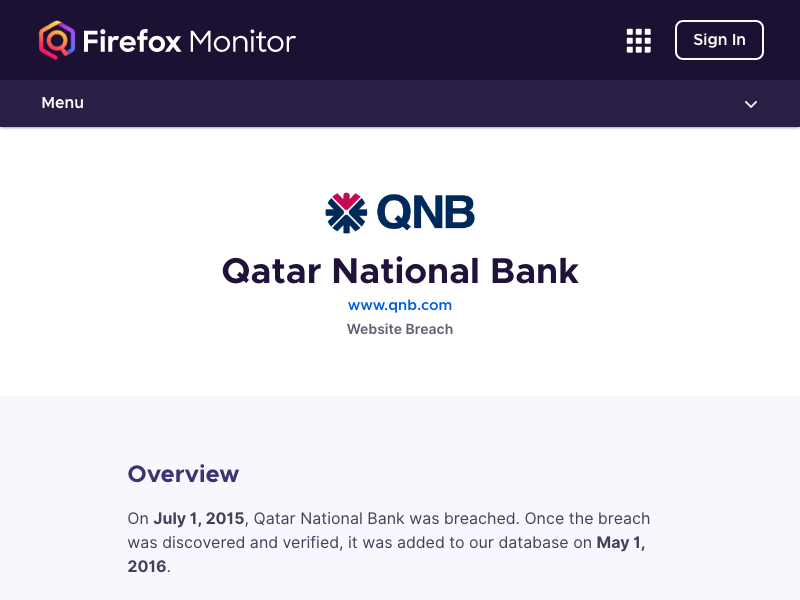 Firefox Monitor
Sign In
Menu
QNB
Qatar National Bank
www.qnb.com
Website Breach
Overview
On July 1, 2015, Qatar National Bank was breached. Once the breach
was discovered and verified, it was added to our database on May 1,
2016.